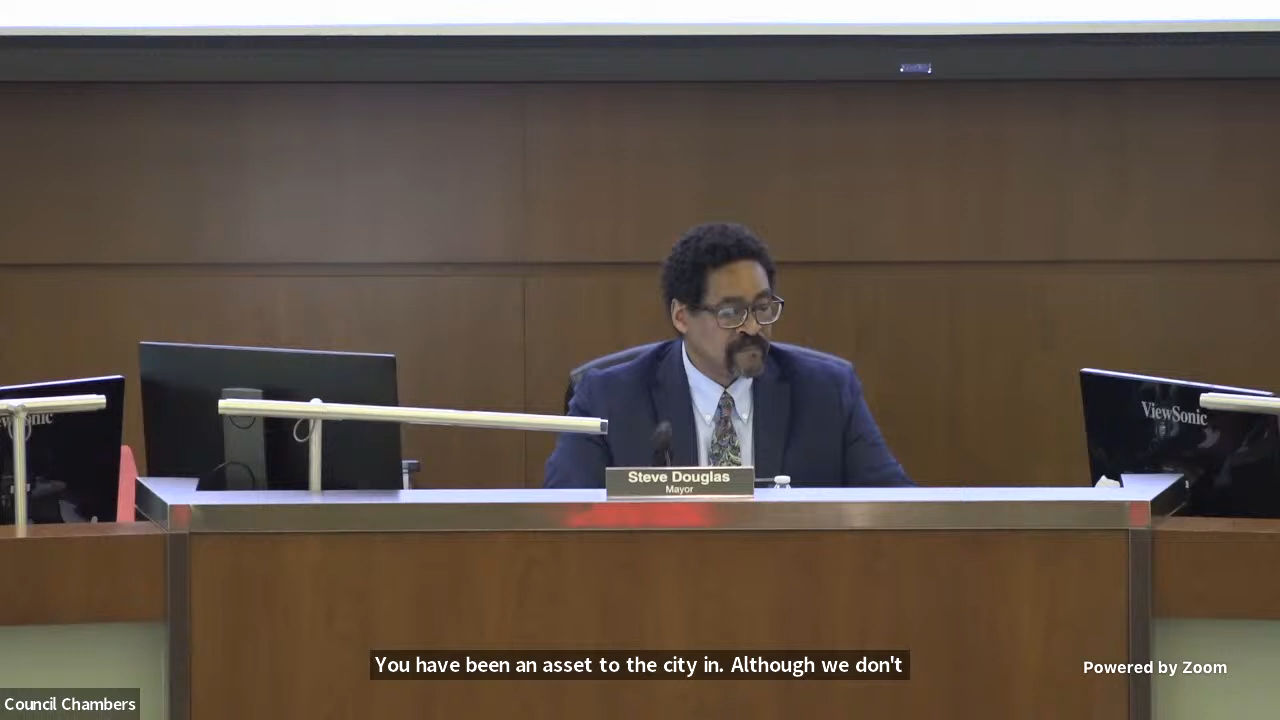 ViewSonic
Steve Douglas
Mayor
You have been an asset to the city in. Although we don't
Powered by Zoom
Council Chambers